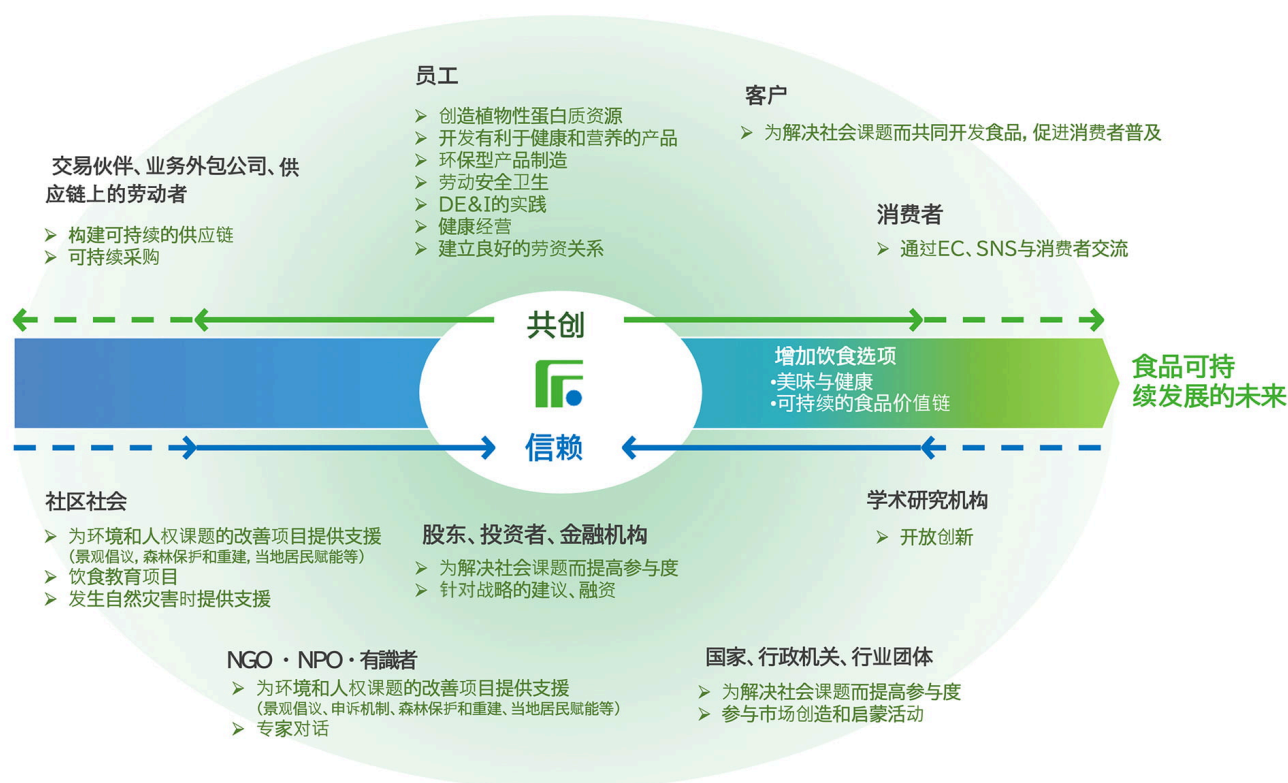 员工
➢ 创造植物性蛋白质资源
➢ 开发有利于健康和营养的产品
➢ 环保型产品制造
➢ 劳动安全卫生
➢ DE&I的实践
➢ 健康经营
➢ 建立良好的劳资关系
客户
➢ 为解决社会课题而共同开发食品, 促进消费者普及
交易伙伴、业务外包公司、供
应链上的劳动者
➢ 构建可持续的供应链
➢ 可持续采购
消费者
➢ 通过EC、SNS与消费者交流
共创
信赖
增加饮食选项
•美味与健康
•可持续的食品价值链
食品可持
续发展的未来
社区社会
➢ 为环境和人权课题的改善项目提供支援
(景观倡议, 森林保护和重建, 当地居民赋能等)
➢ 饮食教育项目
➢ 发生自然灾害时提供支援
股东、投资者、金融机构
➢ 为解决社会课题而提高参与度
➢ 针对战略的建议、融资
学术研究机构
➢ 开放创新
NGO · NPO · 有識者
➢ 为环境和人权课题的改善项目提供支援
(景观倡议、申诉机制、森林保护和重建、当地居民赋能等)
➢ 专家对话
国家、行政机关、行业团体
➢ 为解决社会课题而提高参与度
➢ 参与市场创造和启蒙活动